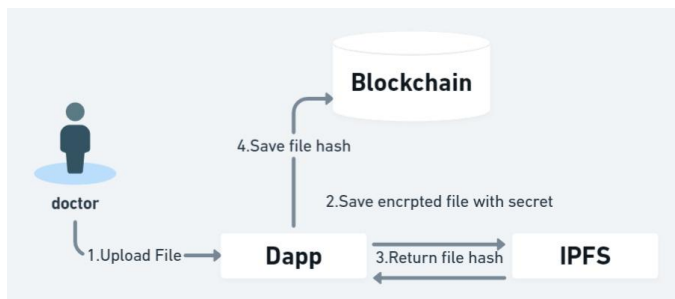 Blockchain
4.Save file hash
doctor
2.Save encrpted file with secret
1.Upload File
Dapp
3.Return file hash
IPFS